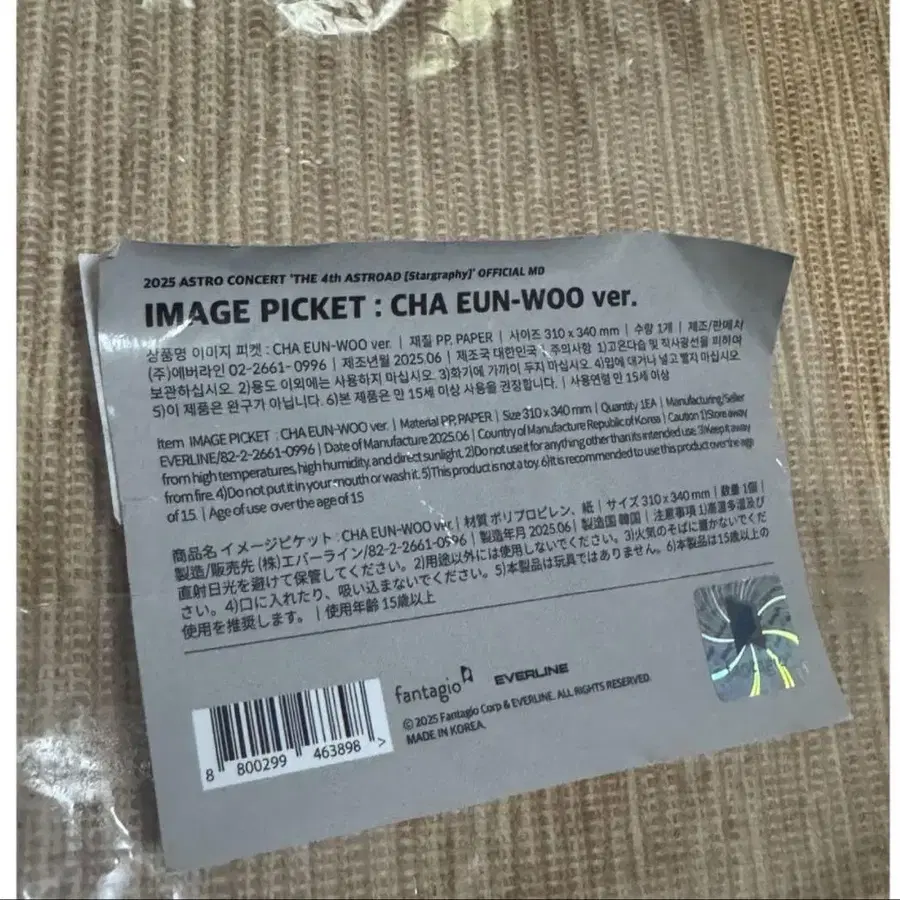 2025 ASTRO CONCERT 'THE 4th ASTROAD [Stargraphy]' OFFICIAL MD
IMAGE PICKET : CHA EUN-WOO ver.
상품명 이미지 피켓 : CHA EUN-WOO ver. | 재질 PP, PAPER | 사이즈 310 x 340 mm | 수량 1개 | 제조/판매사
(주)에버라인 02-2661-0996 | 제조년월 2025.06 | 제조국 대한민국 | 주의사항 1)고온다습 및 직사광선을 피하여
보관하십시오. 2)용도 이외에는 사용하지 마십시오. 3)화기에 가까이 두지 마십시오. 4)입에 대거나 넣고 빨지 마십시오.
5)이 제품은 완구가 아닙니다. 6)본 제품은 만 15세 이상 사용을 권장합니다. | 사용연령 만 15세 이상
Item IMAGE PICKET : CHA EUN-WOO ver. | Material PP, PAPER | Size 310 x 340 mm | Quantity 1EA | Manufacturing/Seller
EVERLINE/82-2-2661-0996 | Date of Manufacture 2025.06 | Country of Manufacture Republic of Korea | Caution 1)Store away
from high temperatures, high humidity, and direct sunlight. 2)Do not use it for anything other than its intended use. 3)Keep it away
from fire. 4)Do not put it in your mouth or wash it. 5)This product is not a toy. 6)It is recommended to use this product over the age
of 15. | Age of use over the age of 15
商品名 イメージピケット : CHA EUN-WOO ver. | 材質 ポリプロピレン、紙 | サイズ 310 x 340 mm | 数量 1個 |
製造/販売先 (株)エバーライン/82-2-2661-0996 | 製造年月 2025.06 | 製造国 韓国 | 注意事項 1)高温多湿及び
直射日光を避けて保管してください。2)用途以外には使用しないでください。3)火気のそばに置かないでくだ
さい。4)口に入れたり、吸い込まないでください。5)本製品は玩具ではありません。6)本製品は15歳以上の
使用を推奨します。 | 使用年齢 15歳以上
fantagio EVERLINE
© 2025 Fantagio Corp & EVERLINE. ALL RIGHTS RESERVED.
MADE IN KOREA.
8 800299 463898 >